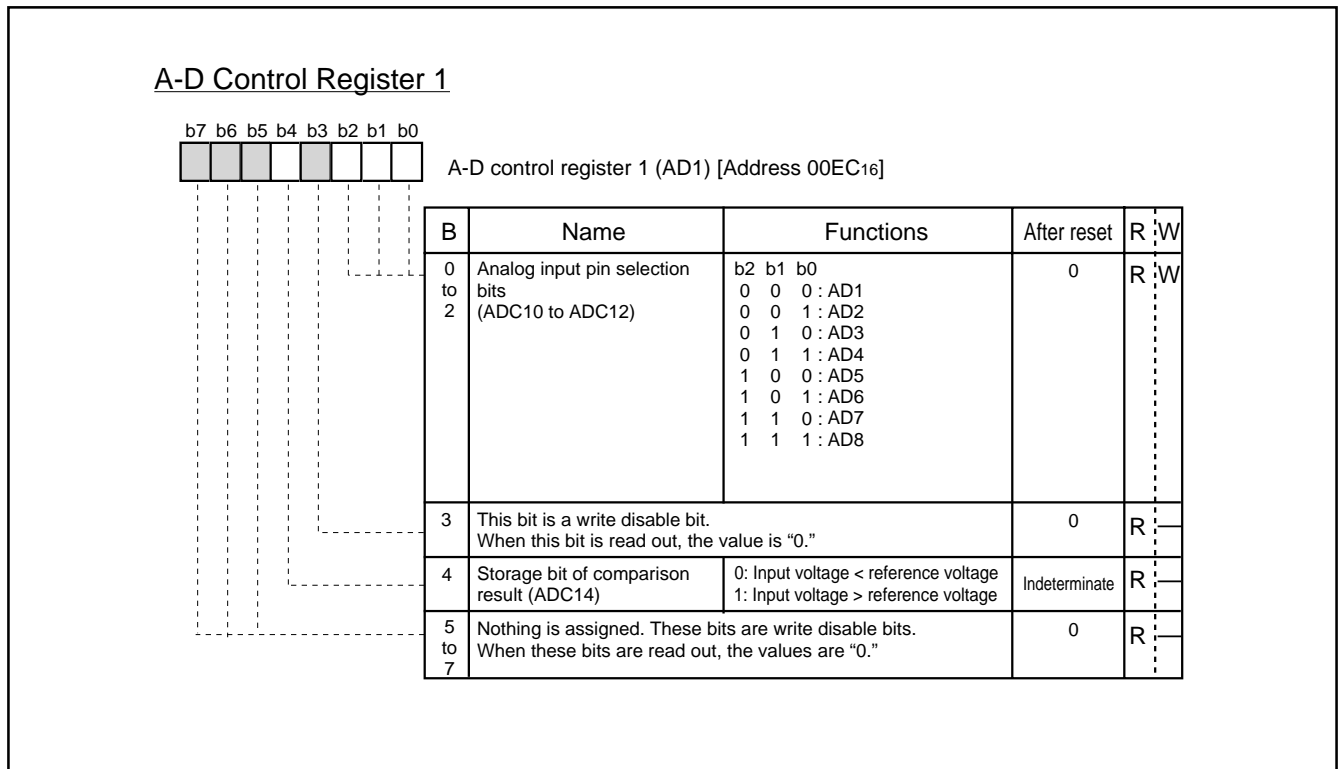 A-D Control Register 1
b7 b6 b5 b4 b3 b2 b1 b0
A-D control register 1 (AD1) [Address 00EC16]
B Name Functions After reset R W
0 to 2 Analog input pin selection bits (ADC10 to ADC12) b2 b1 b0 0 R W
0 0 0 : AD1
0 0 1 : AD2
0 1 0 : AD3
0 1 1 : AD4
1 0 0 : AD5
1 0 1 : AD6
1 1 0 : AD7
1 1 1 : AD8
3 This bit is a write disable bit. 0 R —
When this bit is read out, the value is “0.”
4 Storage bit of comparison result (ADC14) 0: Input voltage < reference voltage Indeterminate R —
1: Input voltage > reference voltage
5 to 7 Nothing is assigned. These bits are write disable bits. 0 R —
When these bits are read out, the values are “0.”